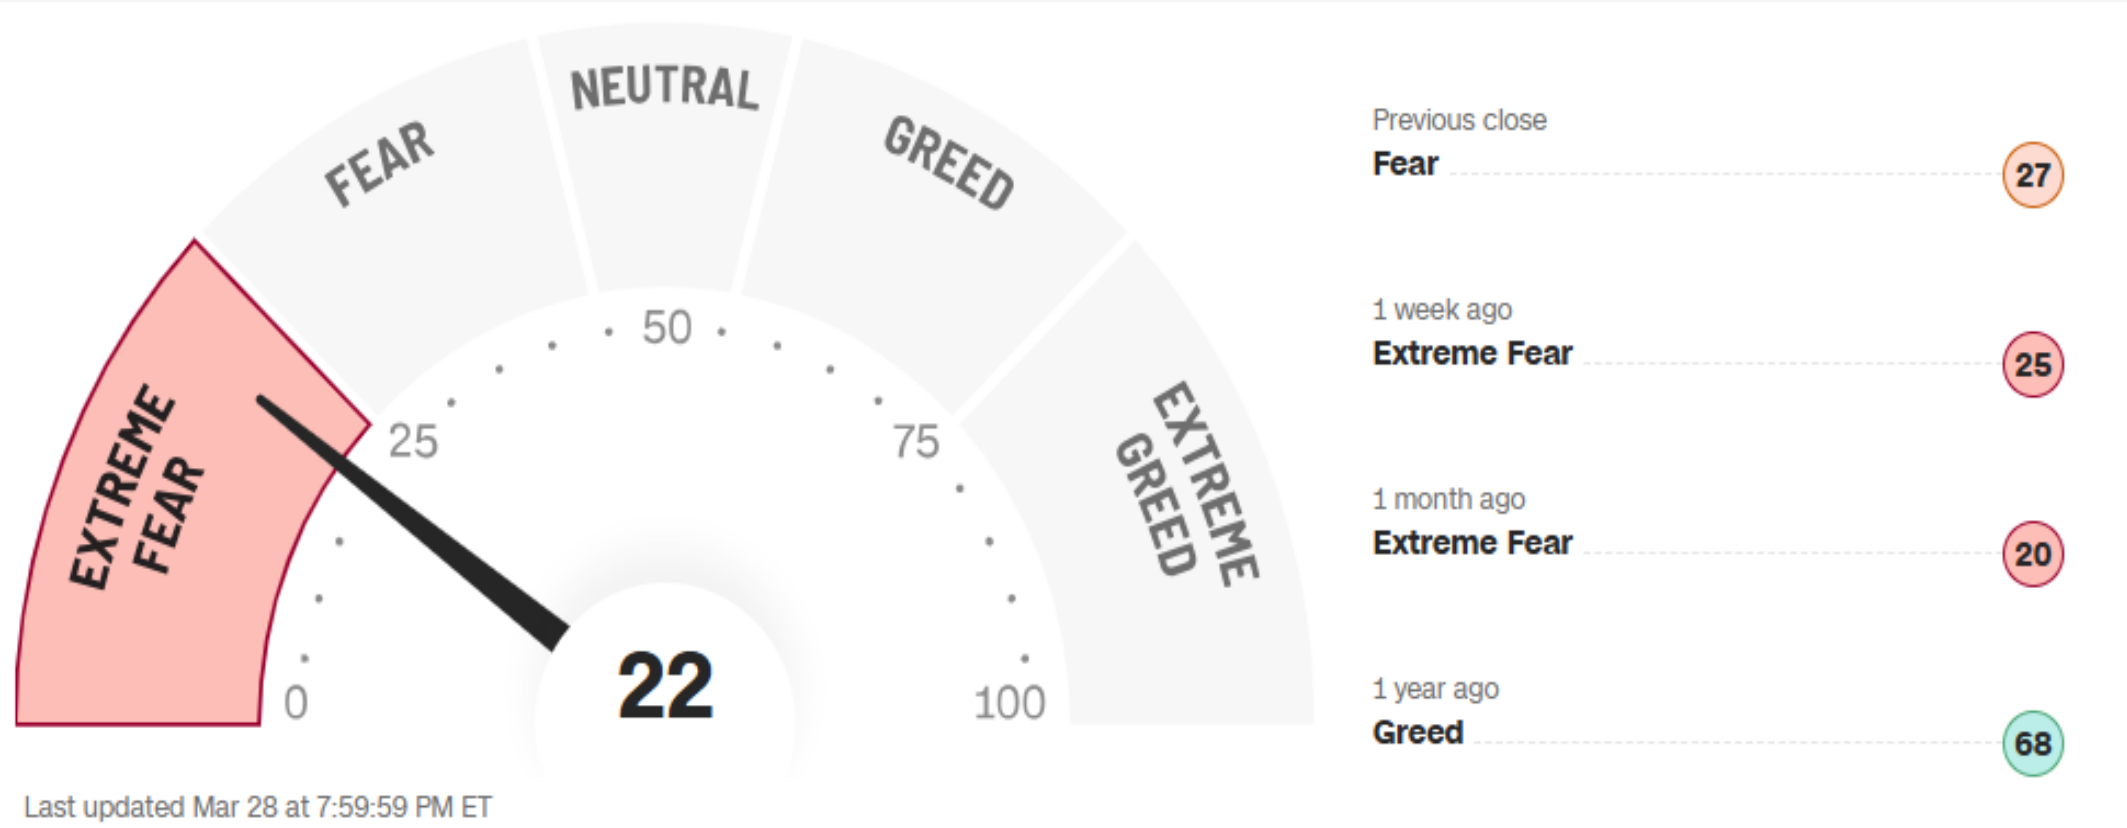 EXTREME
FEAR
FEAR
NEUTRAL
GREED
EXTREME
GREED
0
25
50
75
100
22
Last updated Mar 28 at 7:59:59 PM ET
Previous close
Fear 27
1 week ago
Extreme Fear 25
1 month ago
Extreme Fear 20
1 year ago
Greed 68